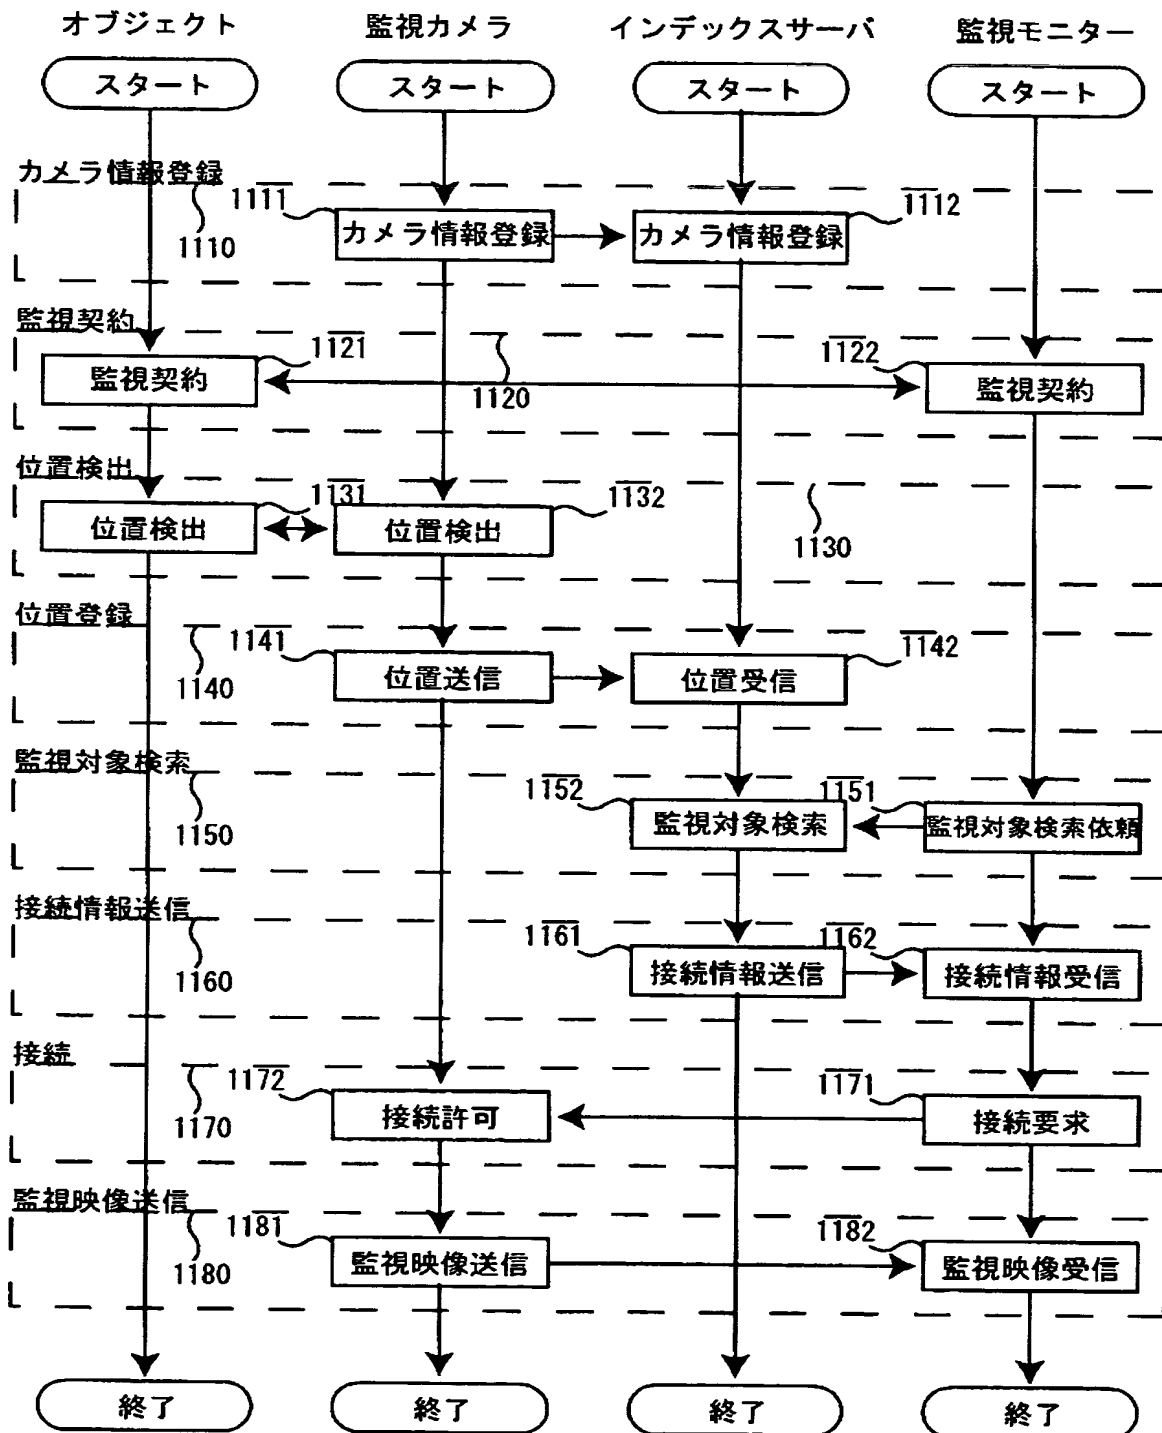 オブジェクト 監視カメラ インデックスサーバ 監視モニター
スタート スタート スタート スタート
カメラ情報登録
1110
1111 カメラ情報登録
1112 カメラ情報登録
監視契約
1120
1121 監視契約
1122 監視契約
位置検出
1130
1131 位置検出
1132 位置検出
位置登録
1140
1141 位置送信
1142 位置受信
監視対象検索
1150
1152 監視対象検索
1151 監視対象検索依頼
接続情報送信
1160
1161 接続情報送信
1162 接続情報受信
接続
1170
1172 接続許可
1171 接続要求
監視映像送信
1180
1181 監視映像送信
1182 監視映像受信
終了 終了 終了 終了